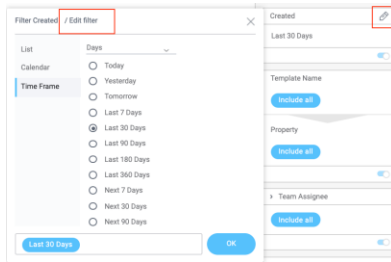 Filter Created / Edit filter
List
Calendar
Time Frame
Days
Today
Yesterday
Tomorrow
Last 7 Days
Last 30 Days
Last 90 Days
Last 180 Days
Last 360 Days
Next 7 Days
Next 30 Days
Next 90 Days
Last 30 Days
OK
Created
Last 30 Days
Template Name
Include all
Property
Include all
Team Assignee
Include all